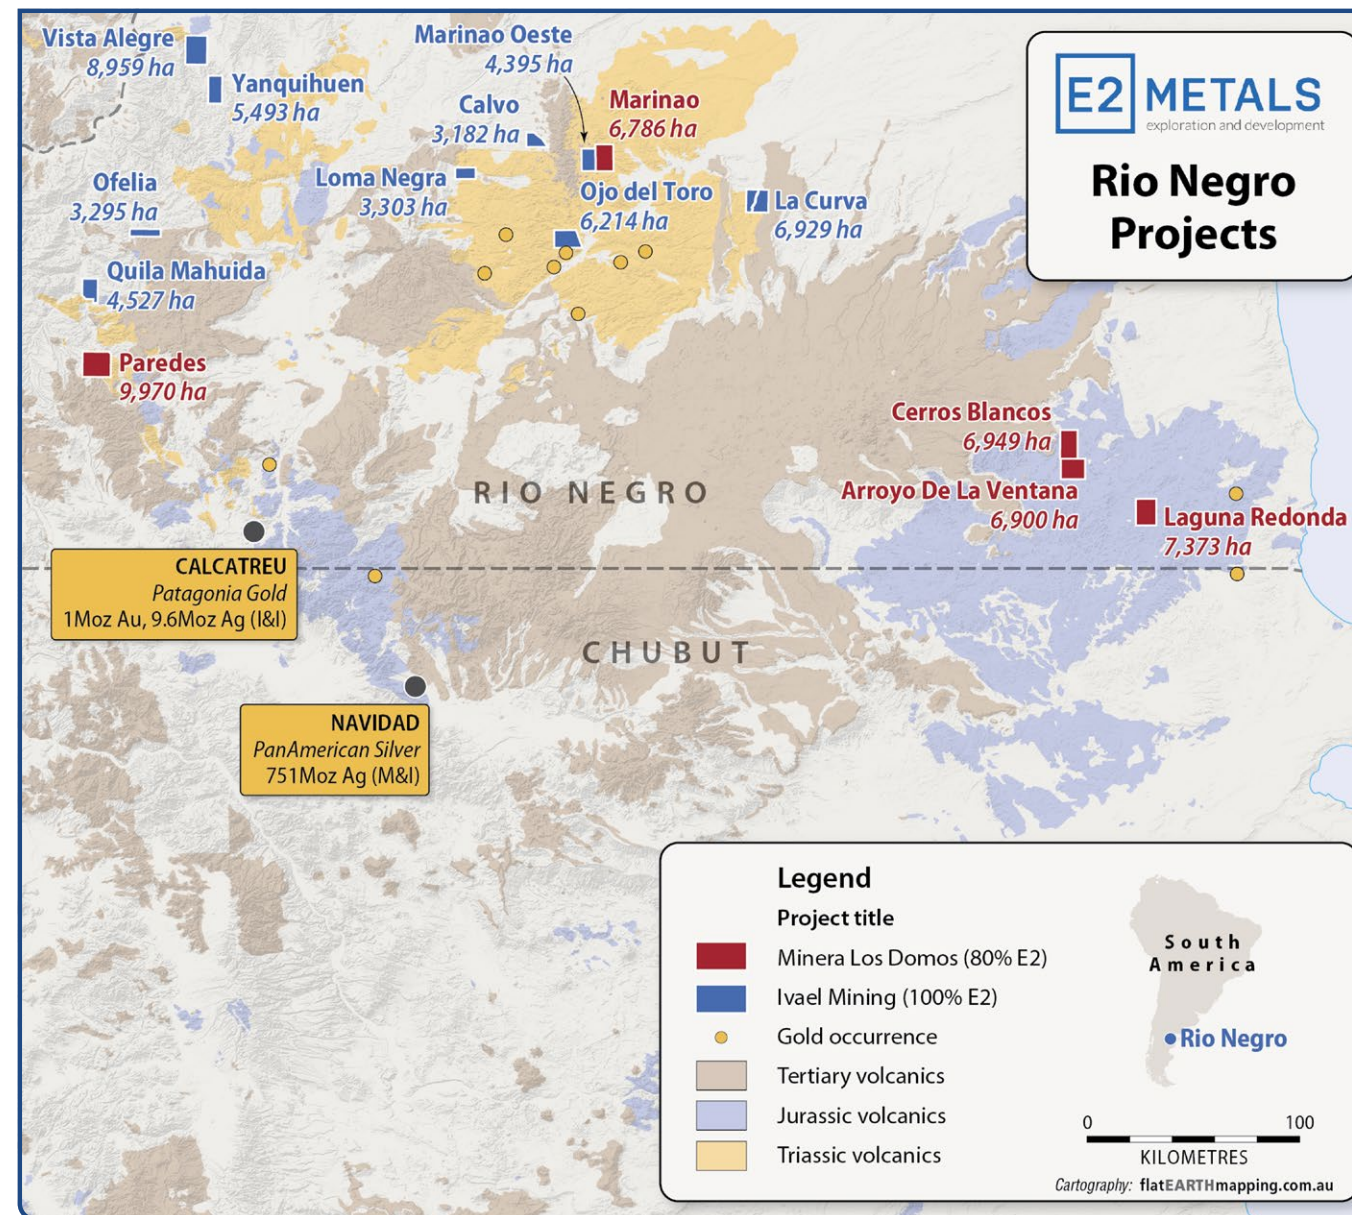 Vista Alegre
8,959 ha
Yanquihuen
5,493 ha
Marinao Oeste
4,395 ha
Calvo
3,182 ha
Marinao
6,786 ha
Ofelia
3,295 ha
Loma Negra
3,303 ha
Ojo del Toro
6,214 ha
La Curva
6,929 ha
Quila Mahuida
4,527 ha
Paredes
9,970 ha
E2 METALS
exploration and development
Rio Negro
Projects
Cerros Blancos
6,949 ha
Arroyo De La Ventana
6,900 ha
Laguna Redonda
7,373 ha
RIO NEGRO
CALCATREU
Patagonia Gold
1Moz Au, 9.6Moz Ag (I&I)
CHUBUT
NAVIDAD
PanAmerican Silver
751Moz Ag (M&I)
Legend
Project title
Minera Los Domos (80% E2)
Ivael Mining (100% E2)
Gold occurrence
Tertiary volcanics
Jurassic volcanics
Triassic volcanics
South
America
Rio Negro
0 100
KILOMETRES
Cartography: flatEARTHmapping.com.au